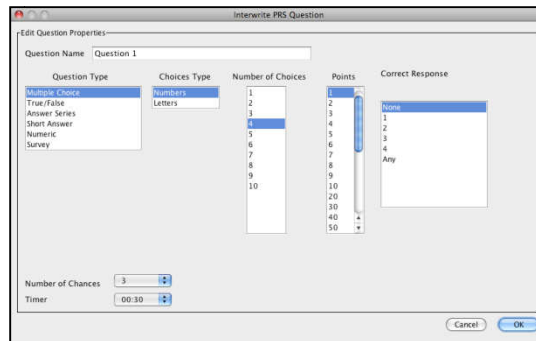 Interwrite PRS Question
Edit Question Properties
Question Name Question 1
Question Type
Multiple Choice
True/False
Answer Series
Short Answer
Numeric
Survey
Choices Type
Numbers
Letters
Number of Choices
1
2
3
4
5
6
7
8
9
10
Points
1
2
3
4
5
6
7
8
9
10
20
30
40
50
Correct Response
None
1
2
3
4
Any
Number of Chances 3
Timer 00:30
Cancel OK